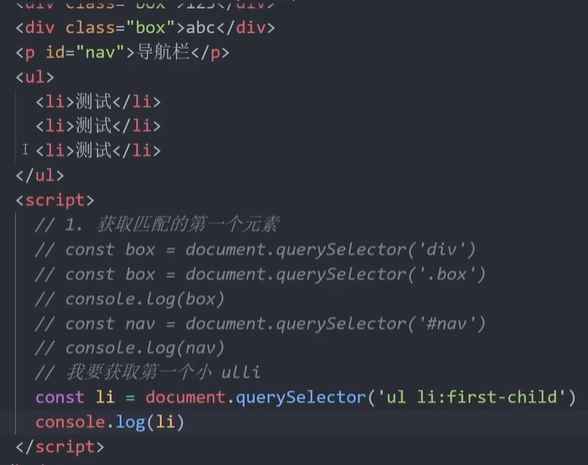 <div class="box">123</div>
<div class="box">abc</div>
<p id="nav">导航栏</p>
<ul>
<li>测试</li>
<li>测试</li>
<li>测试</li>
</ul>
<script>
// 1. 获取匹配的第一个元素
// const box = document.querySelector('div')
// const box = document.querySelector('.box')
// console.log(box)
// const nav = document.querySelector('#nav')
// console.log(nav)
// 我要获取第一个小 ulli
const li = document.querySelector('ul li:first-child')
console.log(li)
</script>